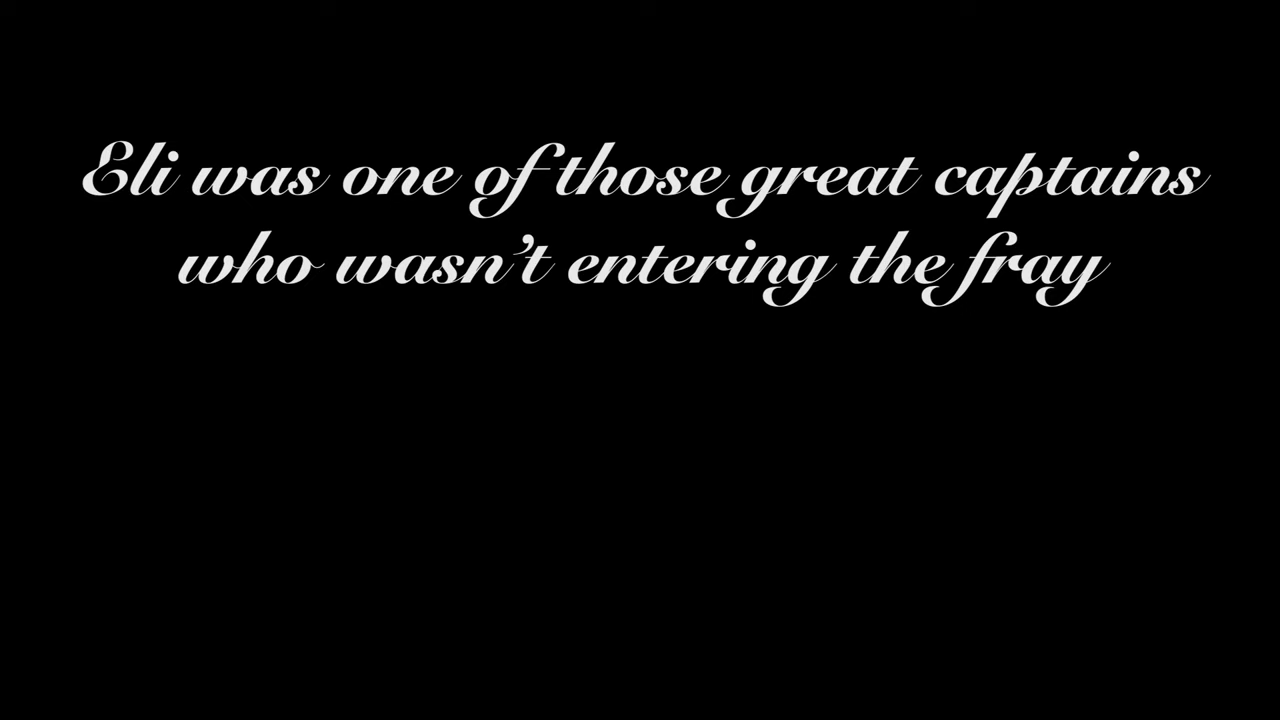 Eli was one of those great captains
who wasn’t entering the fray